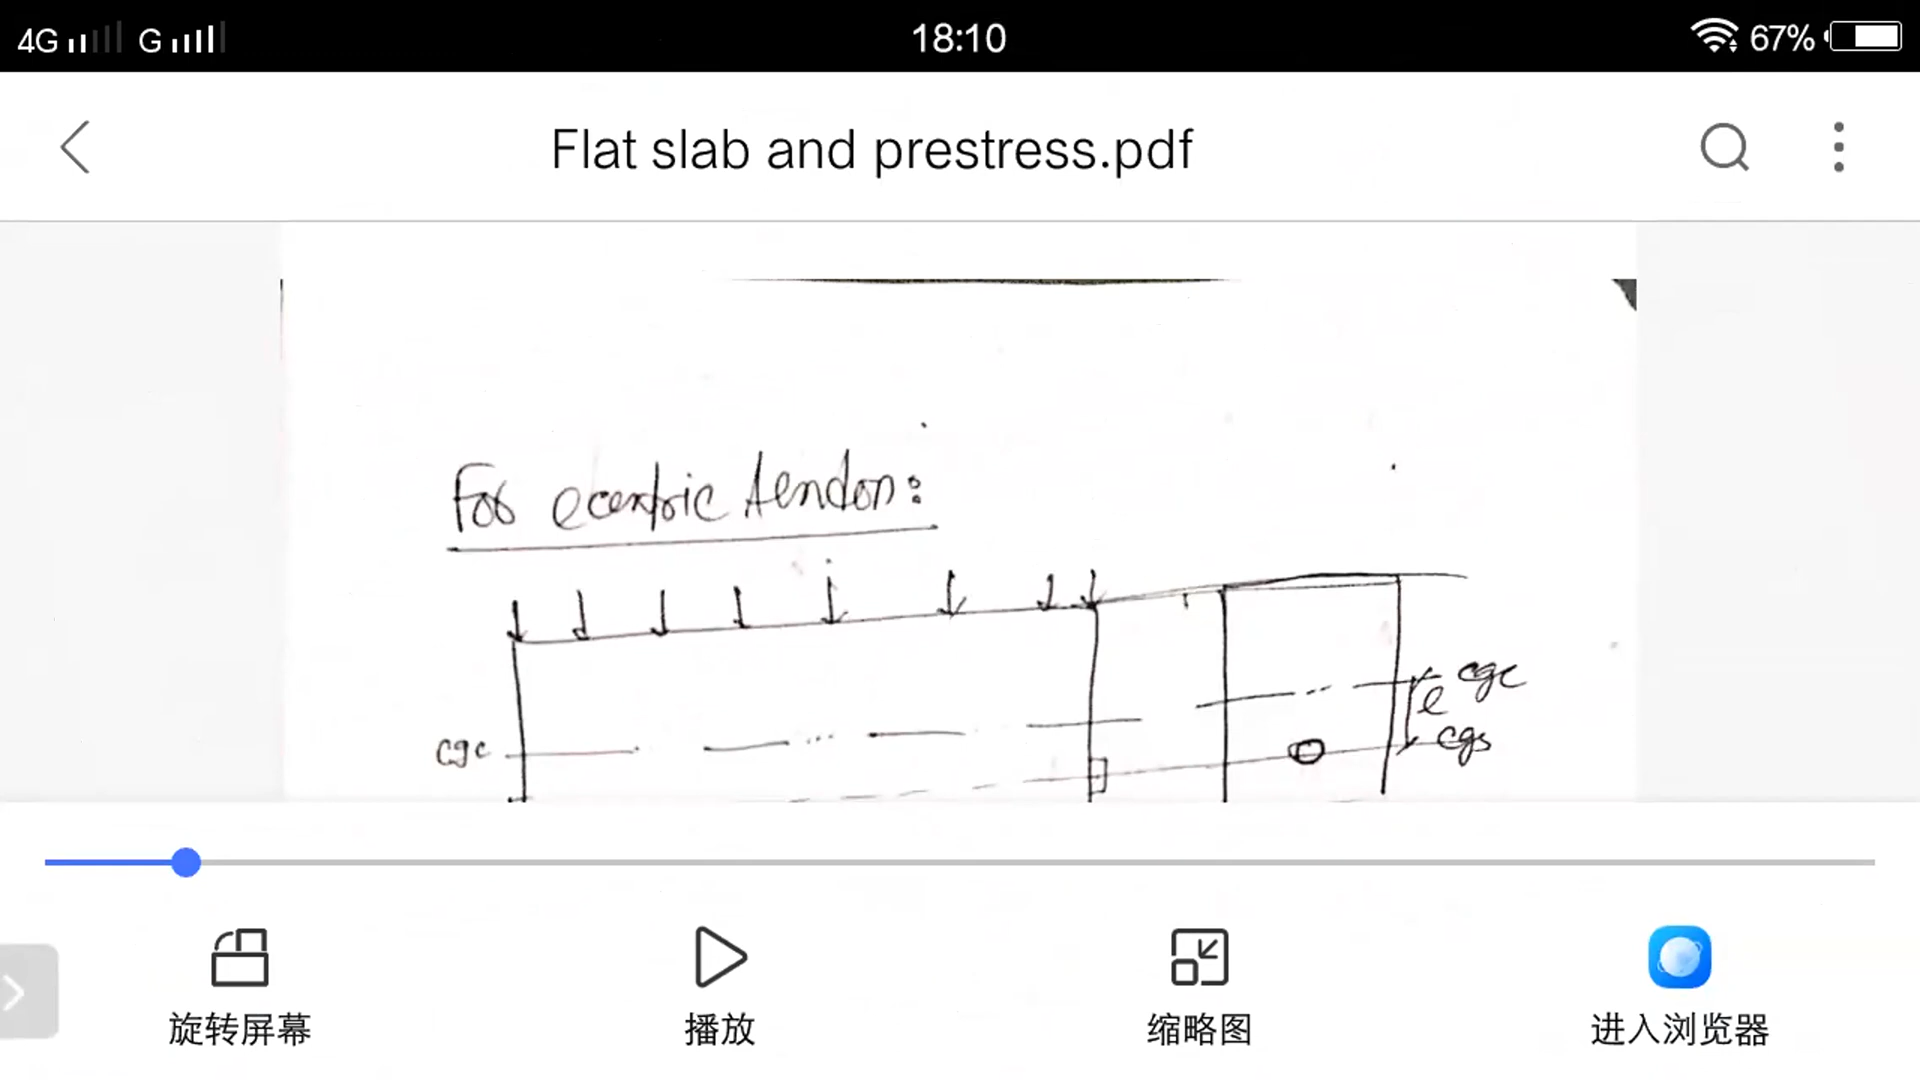 4G G 18:10 67%
Flat slab and prestress.pdf
For ecentric tendon:
cgc
e
cgc
cgs
旋转屏幕
播放
缩略图
进入浏览器